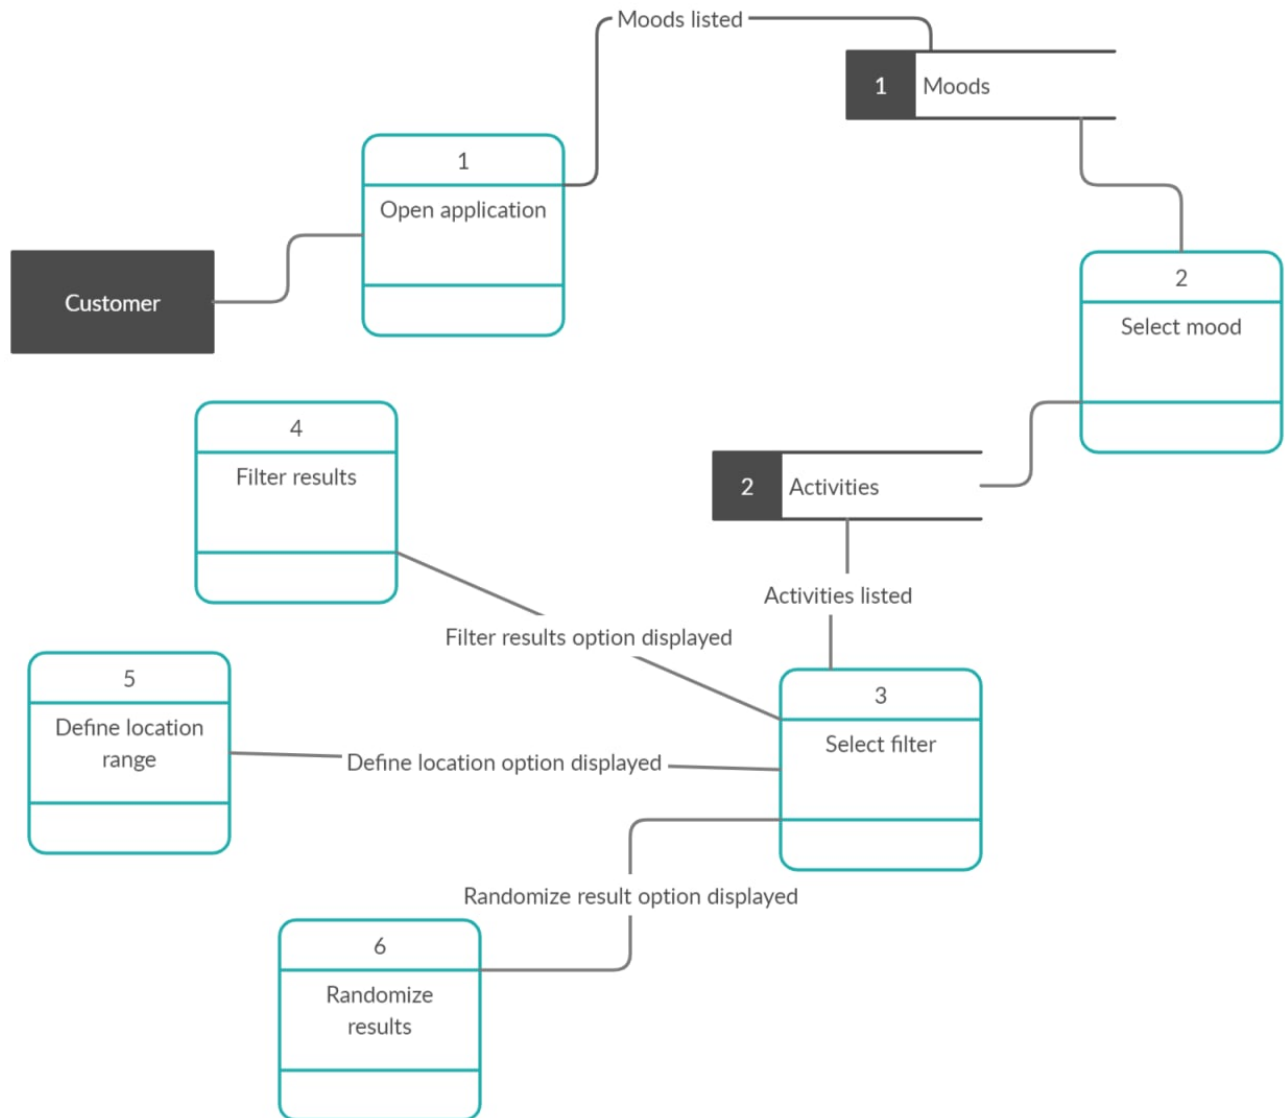 Moods listed
1
Moods
1
Open application
Customer
2
Select mood
4
Filter results
2
Activities
Activities listed
Filter results option displayed
5
Define location
range
3
Select filter
Define location option displayed
Randomize result option displayed
6
Randomize
results